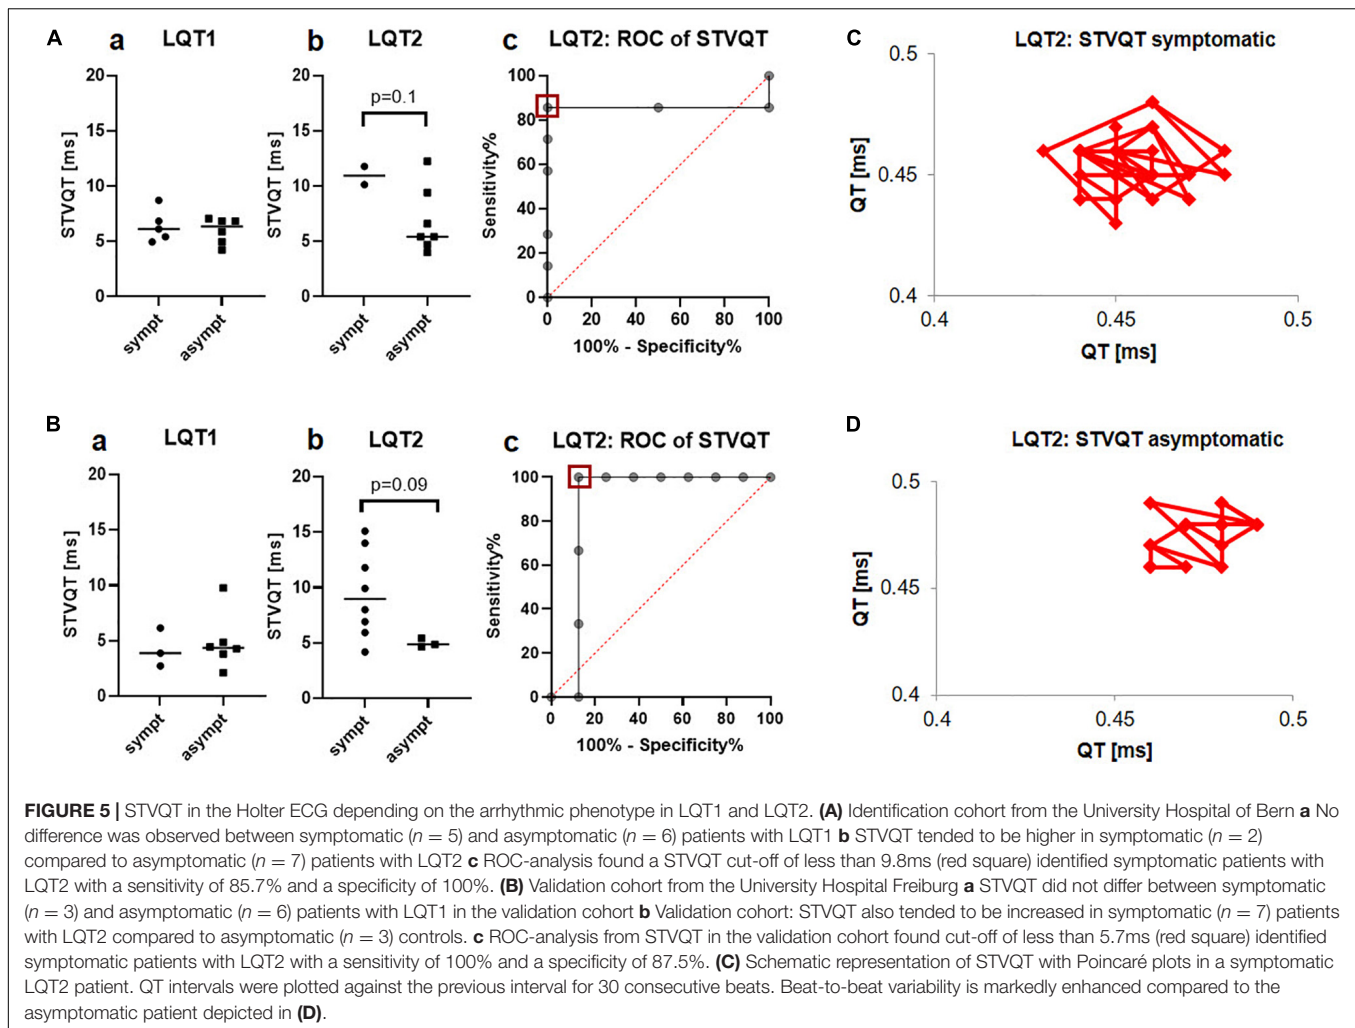 A a LQT1 b LQT2 c LQT2: ROC of STVQT
STVQT [ms]
20
15
10
5
0
sympt
asympt
STVQT [ms]
20
15
10
5
0
p=0.1
sympt
asympt
Sensitivity%
100
80
60
40
20
0
0 20 40 60 80 100
100% - Specificity%
C LQT2: STVQT symptomatic
QT [ms]
0.5
0.45
0.4
0.4 0.45 0.5
QT [ms]
B a LQT1 b LQT2 c LQT2: ROC of STVQT
STVQT [ms]
20
15
10
5
0
sympt
asympt
STVQT [ms]
20
15
10
5
0
p=0.09
sympt
asympt
Sensitivity%
100
80
60
40
20
0
0 20 40 60 80 100
100% - Specificity%
D LQT2: STVQT asymptomatic
QT [ms]
0.5
0.45
0.4
0.4 0.45 0.5
QT [ms]
FIGURE 5 | STVQT in the Holter ECG depending on the arrhythmic phenotype in LQT1 and LQT2. (A) Identification cohort from the University Hospital of Bern a No
difference was observed between symptomatic (n = 5) and asymptomatic (n = 6) patients with LQT1 b STVQT tended to be higher in symptomatic (n = 2)
compared to asymptomatic (n = 7) patients with LQT2 c ROC-analysis found a STVQT cut-off of less than 9.8ms (red square) identified symptomatic patients with
LQT2 with a sensitivity of 85.7% and a specificity of 100%. (B) Validation cohort from the University Hospital Freiburg a STVQT did not differ between symptomatic
(n = 3) and asymptomatic (n = 6) patients with LQT1 in the validation cohort b Validation cohort: STVQT also tended to be increased in symptomatic (n = 7) patients
with LQT2 compared to asymptomatic (n = 3) controls. c ROC-analysis from STVQT in the validation cohort found cut-off of less than 5.7ms (red square) identified
symptomatic patients with LQT2 with a sensitivity of 100% and a specificity of 87.5%. (C) Schematic representation of STVQT with Poincaré plots in a symptomatic
LQT2 patient. QT intervals were plotted against the previous interval for 30 consecutive beats. Beat-to-beat variability is markedly enhanced compared to the
asymptomatic patient depicted in (D).